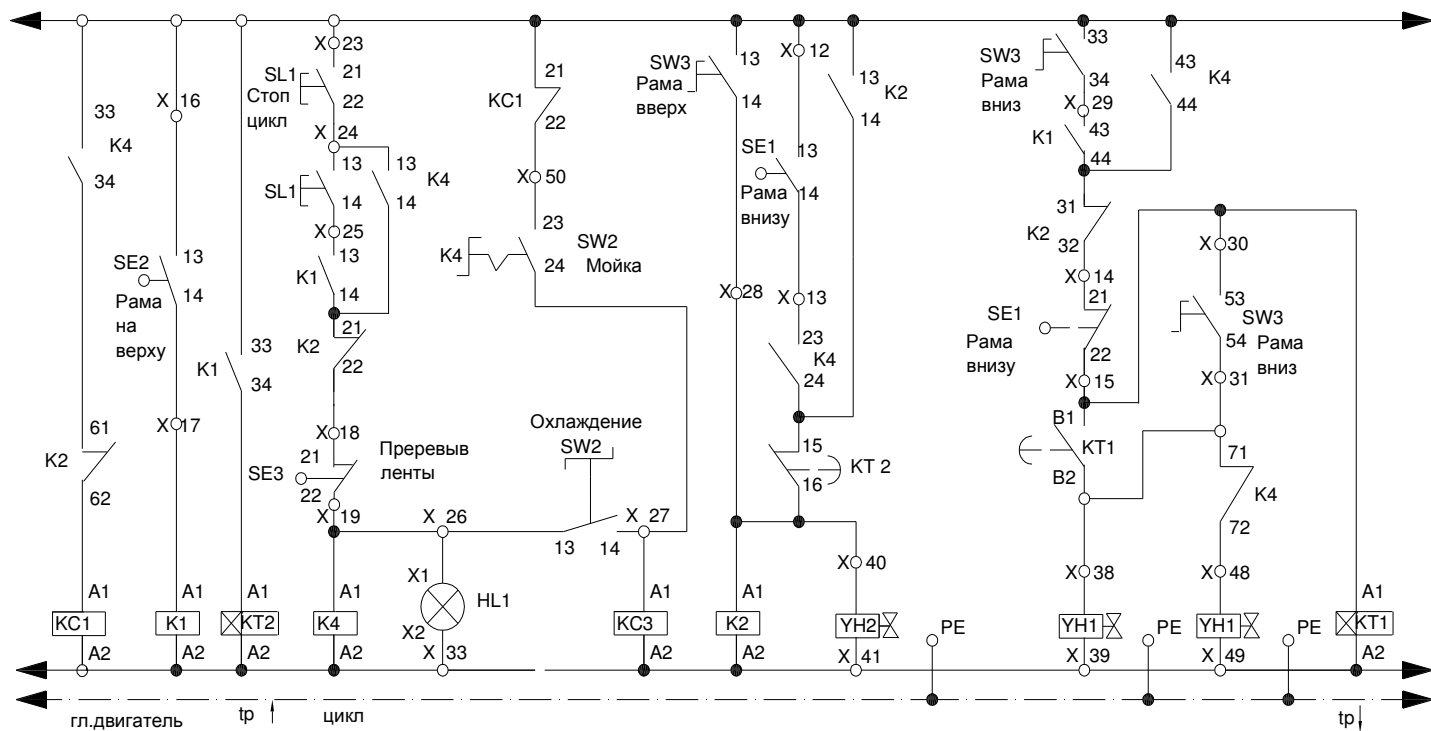 X 23
21
SL1
Стоп
цикл
22
X 24
13
SL1
14
X 25
13
K1
14
13
K4
14
21
K2
22
X 18
21
Преревыв
ленты
SE3
22
X 19
A1
K4
A2
33
K4
34
61
K2
62
A1
KC1
A2
X 16
13
SE2
14
Рама
на
верху
X 17
A1
K1
A2
33
K1
34
A1
KT2
A2
21
KC1
22
X 50
23
K4
SW2
24
Мойка
Охлаждение
SW2
13
14
X 26
X 27
X1
HL1
X2
X 33
A1
KC3
A2
SW3
13
Рама
вверх
14
X 28
A1
K2
A2
X 12
13
SE1
14
Рама
внизу
X 13
23
K4
24
13
K2
14
15
KT 2
16
X 40
YH2
X 41
PE
33
SW3
Рама
34
вниз
X 29
43
K1
44
43
K4
44
31
K2
32
X 14
21
SE1
Рама
22
внизу
X 15
B1
KT1
B2
X 38
YH1
X 39
PE
X 30
53
SW3
54
Рама
вниз
X 31
71
K4
72
X 48
YH1
X 49
PE
A1
KT1
A2
гл.двигатель
tp
цикл
tp